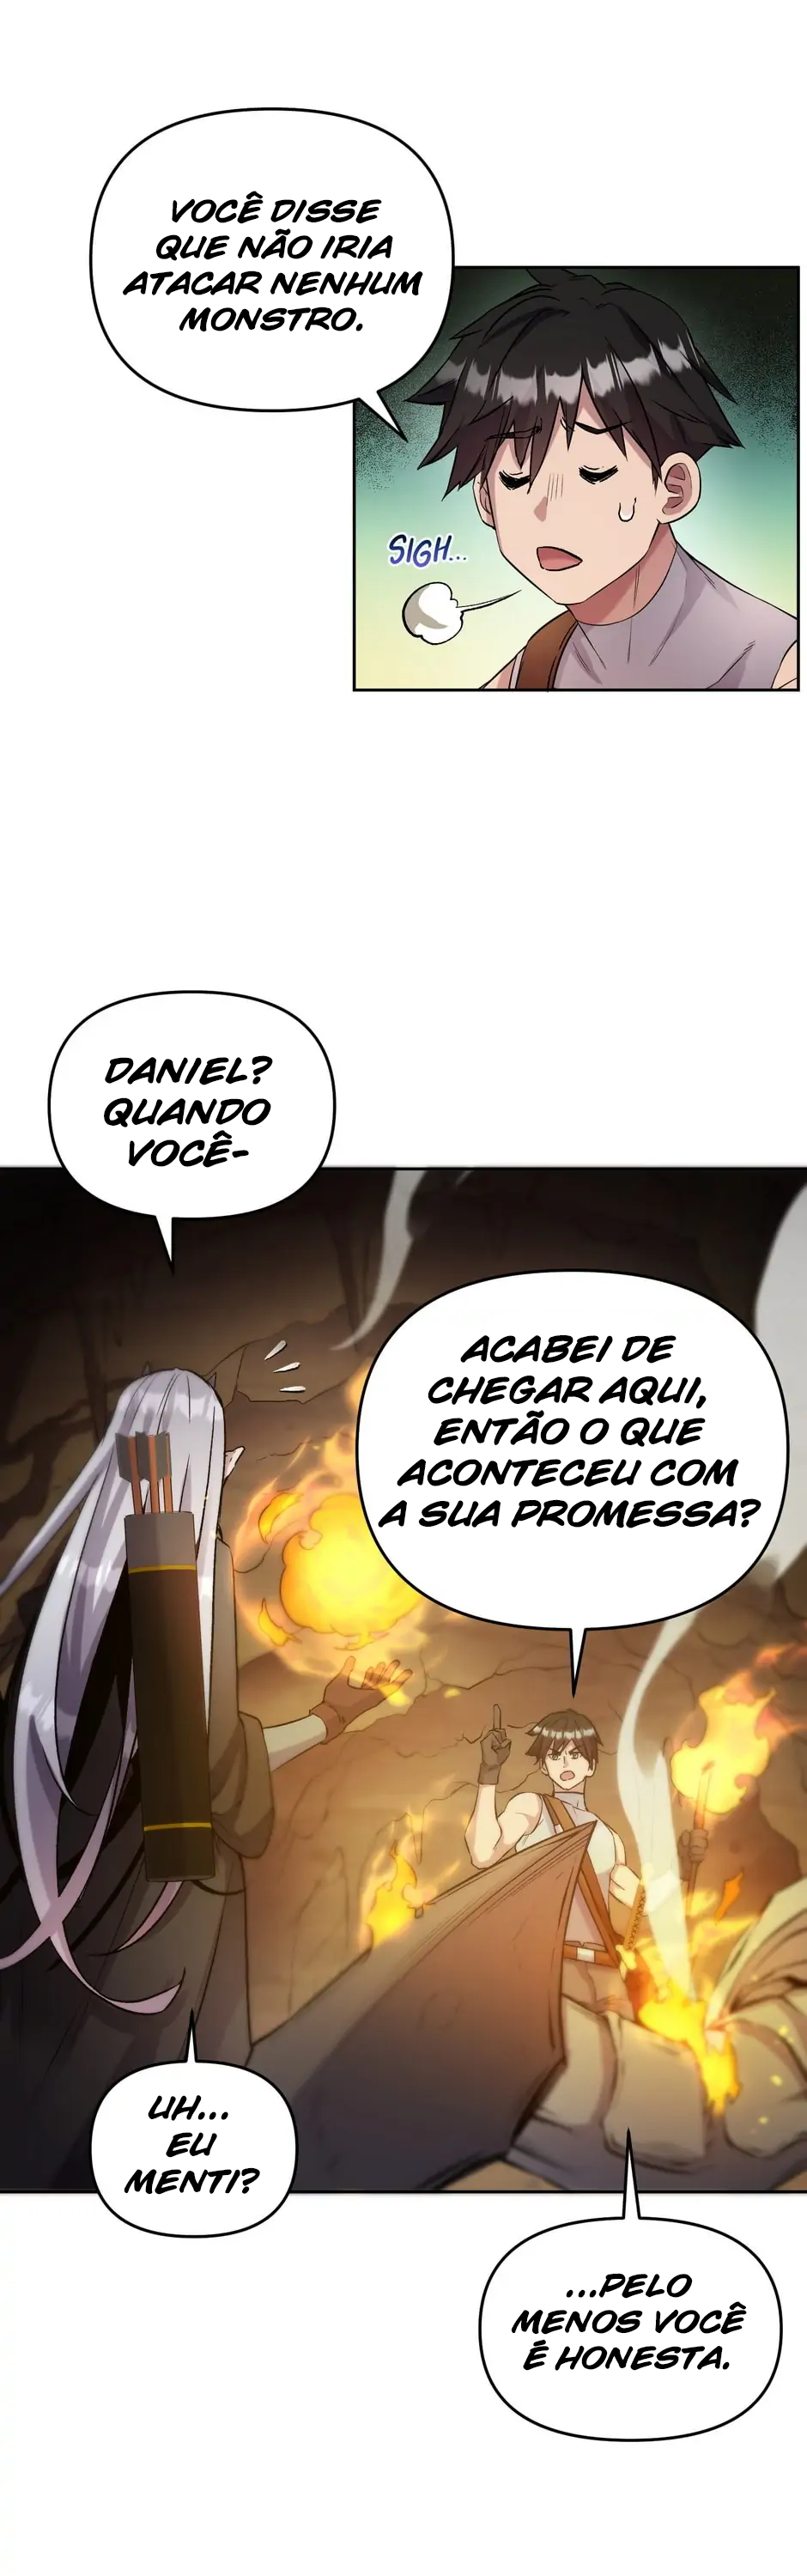 VOCÊ DISSE
QUE NÃO IRIA
ATACAR NENHUM
MONSTRO.
SIGH...
DANIEL?
QUANDO
VOCÊ-
ACABEI DE
CHEGAR AQUI,
ENTÃO O QUE
ACONTECEU COM
A SUA PROMESSA?
UH...
EU
MENTI?
...PELO
MENOS VOCÊ
É HONESTA.